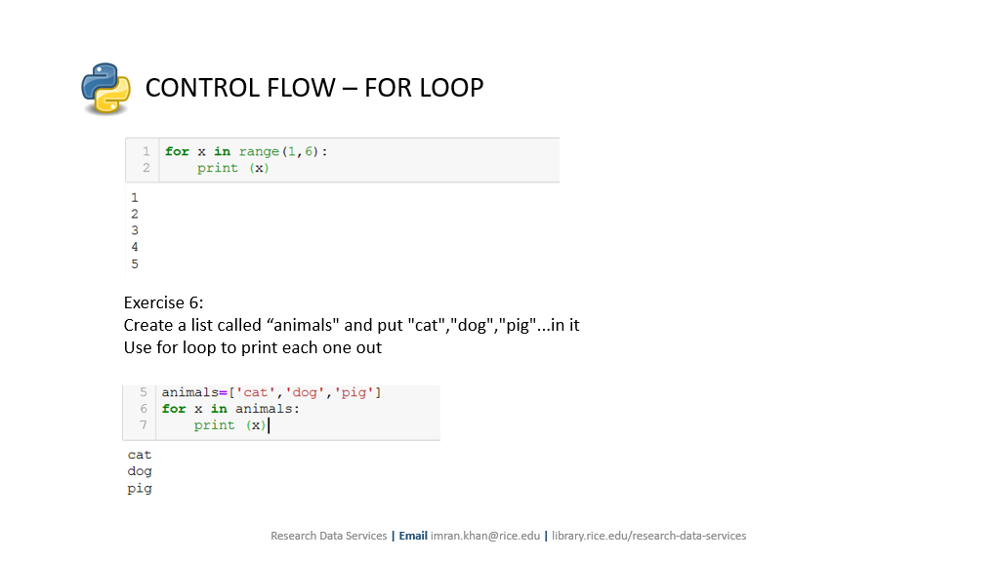 CONTROL FLOW – FOR LOOP
1 for x in range(1,6):
2     print (x)
1
2
3
4
5
Exercise 6:
Create a list called “animals" and put "cat","dog","pig"...in it
Use for loop to print each one out
5 animals=['cat','dog','pig']
6 for x in animals:
7     print (x)
cat
dog
pig
Research Data Services | Email imran.khan@rice.edu | library.rice.edu/research-data-services